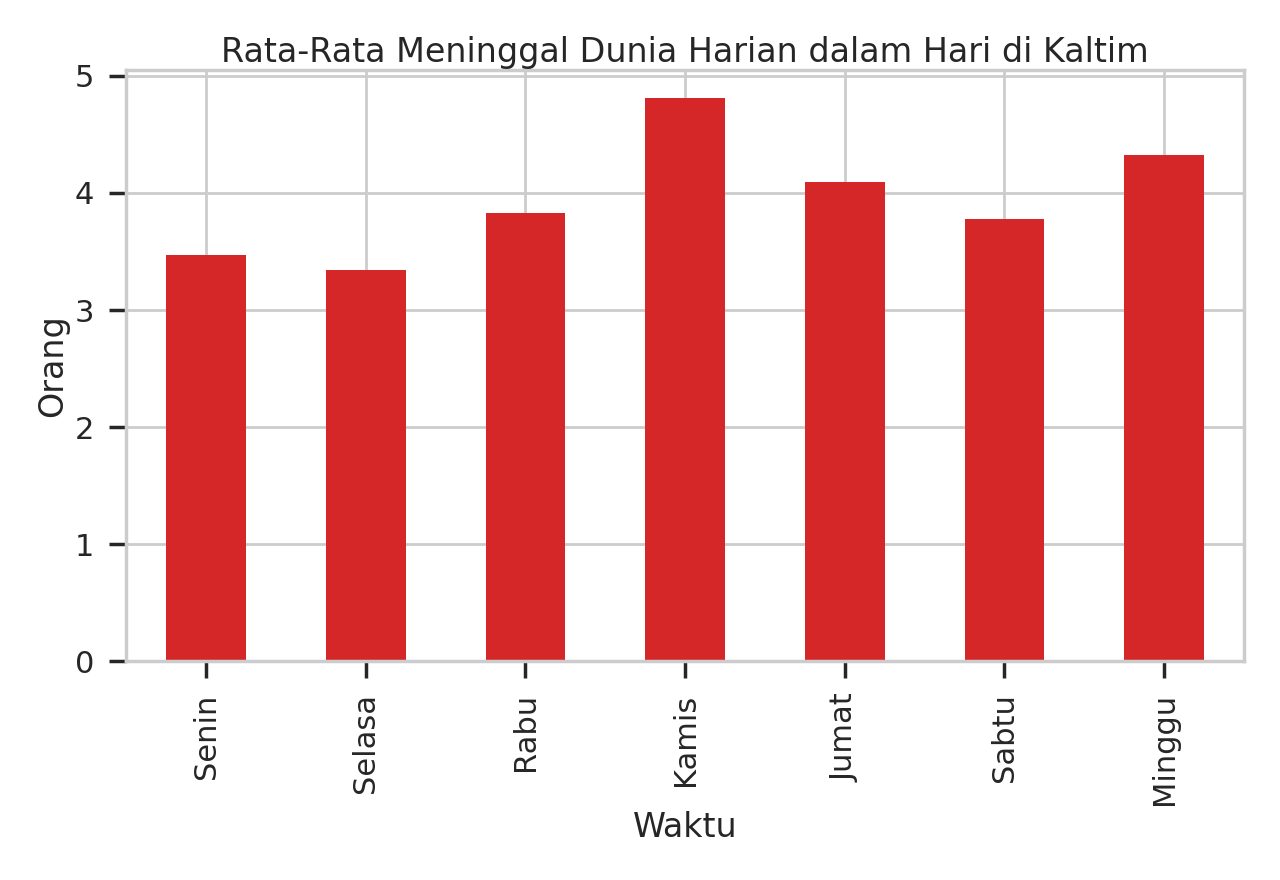 Rata-Rata Meninggal Dunia Harian dalam Hari di Kaltim
5
4
3
2
1
0
Orang
Senin
Selasa
Rabu
Kamis
Jumat
Sabtu
Minggu
Waktu